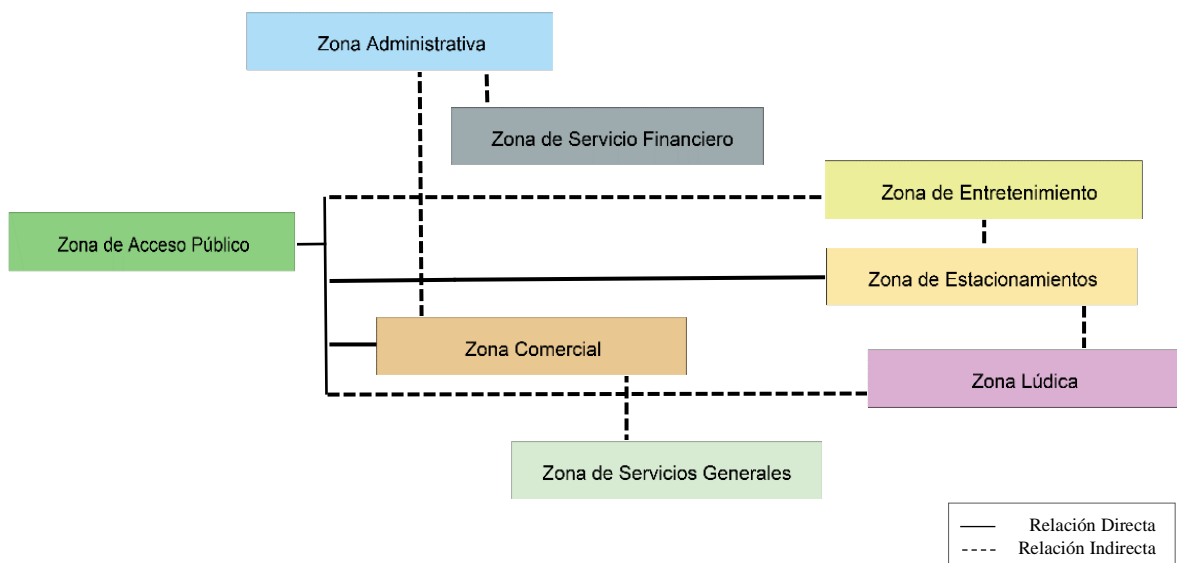 Zona Administrativa
Zona de Servicio Financiero
Zona de Entretenimiento
Zona de Acceso Público
Zona de Estacionamientos
Zona Comercial
Zona Lúdica
Zona de Servicios Generales
Relación Directa
Relación Indirecta